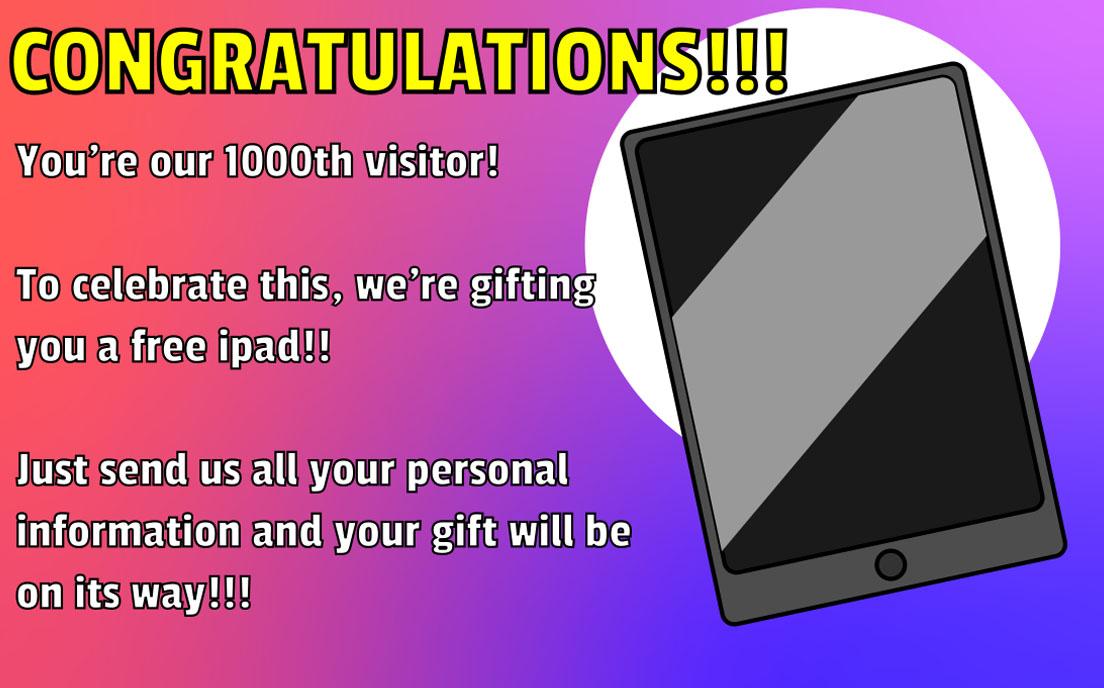 CONGRATULATIONS!!!
You’re our 1000th visitor!
To celebrate this, we’re gifting
you a free ipad!!
Just send us all your personal
information and your gift will be
on its way!!!